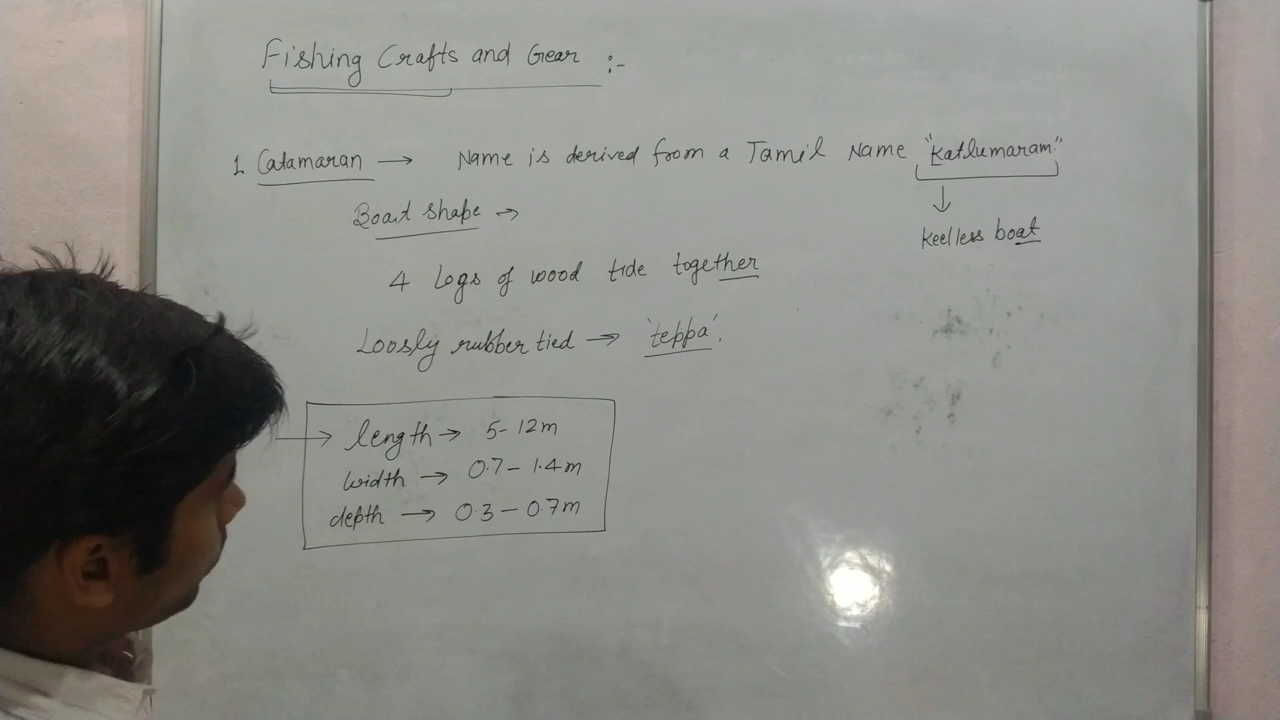 Fishing Crafts and Gear :-
1. Catamaran → Name is derived from a Tamil Name "Katlumaram"
↓
Keelless boat
Boat shape →
4 Logs of wood tide together
Loosly rubber tied → 'teppa'.
→ length → 5-12m
width → 0.7 - 1.4m
depth → 0.3 - 0.7m